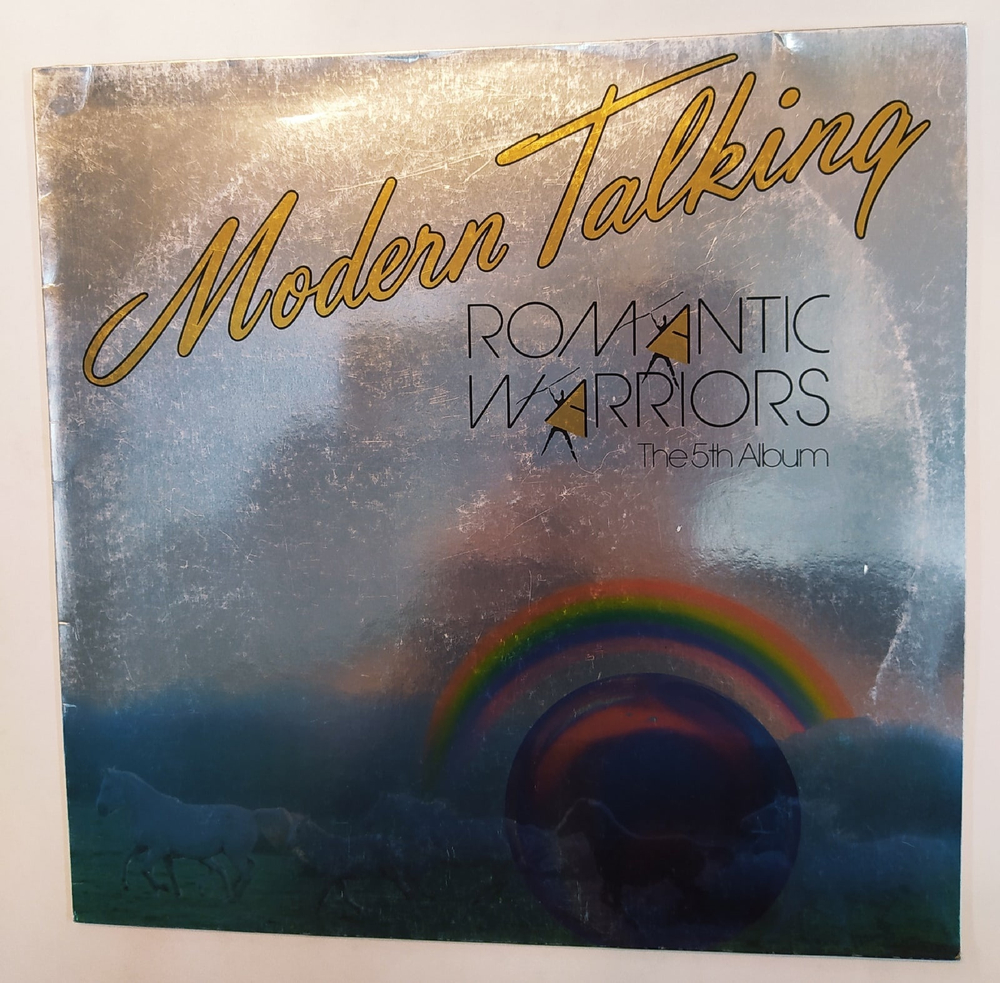 Modern Talking
ROMANTIC
WARRIORS
The 5th Album